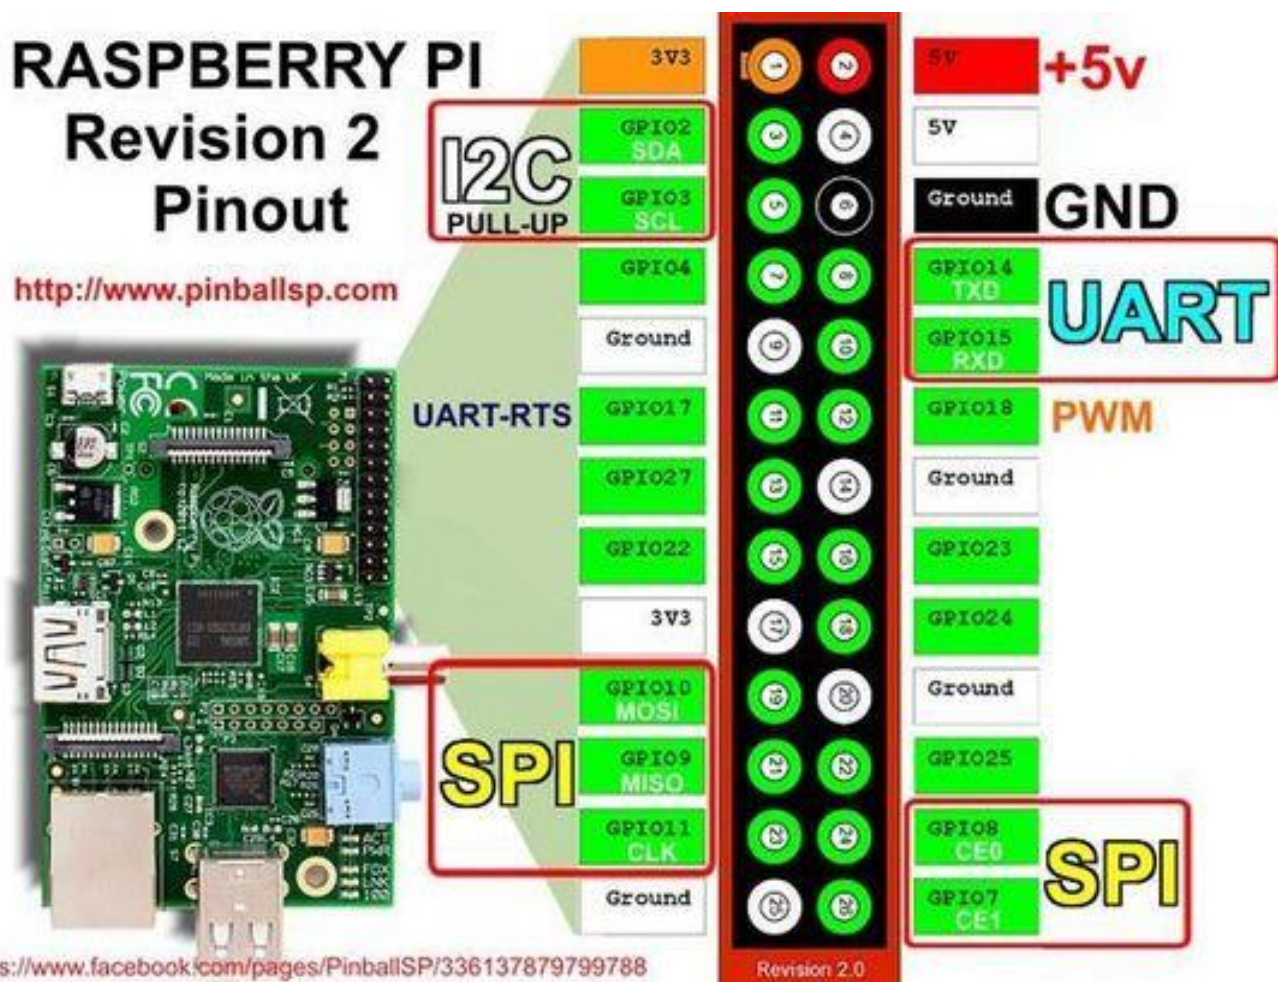 RASPBERRY PI
Revision 2
Pinout
http://www.pinballsp.com
I2C
PULL-UP
UART-RTS
SPI
3V3
GPIO2
SDA
GPIO3
SCL
GPIO4
Ground
GPIO17
GPIO27
GPIO22
3V3
GPIO10
MOSI
GPIO9
MISO
GPIO11
CLK
Ground
1 2
3 4
5 6
7 8
9 10
11 12
13 14
15 16
17 18
19 20
21 22
23 24
25 26
Revision 2.0
5V
+5v
5V
Ground
GND
GPIO14
TXD
GPIO15
RXD
UART
GPIO18
PWM
Ground
GPIO23
GPIO24
Ground
GPIO25
GPIO8
CE0
GPIO7
CE1
SPI
Made in the UK
s://www.facebook.com/pages/PinballSP/336137879799788